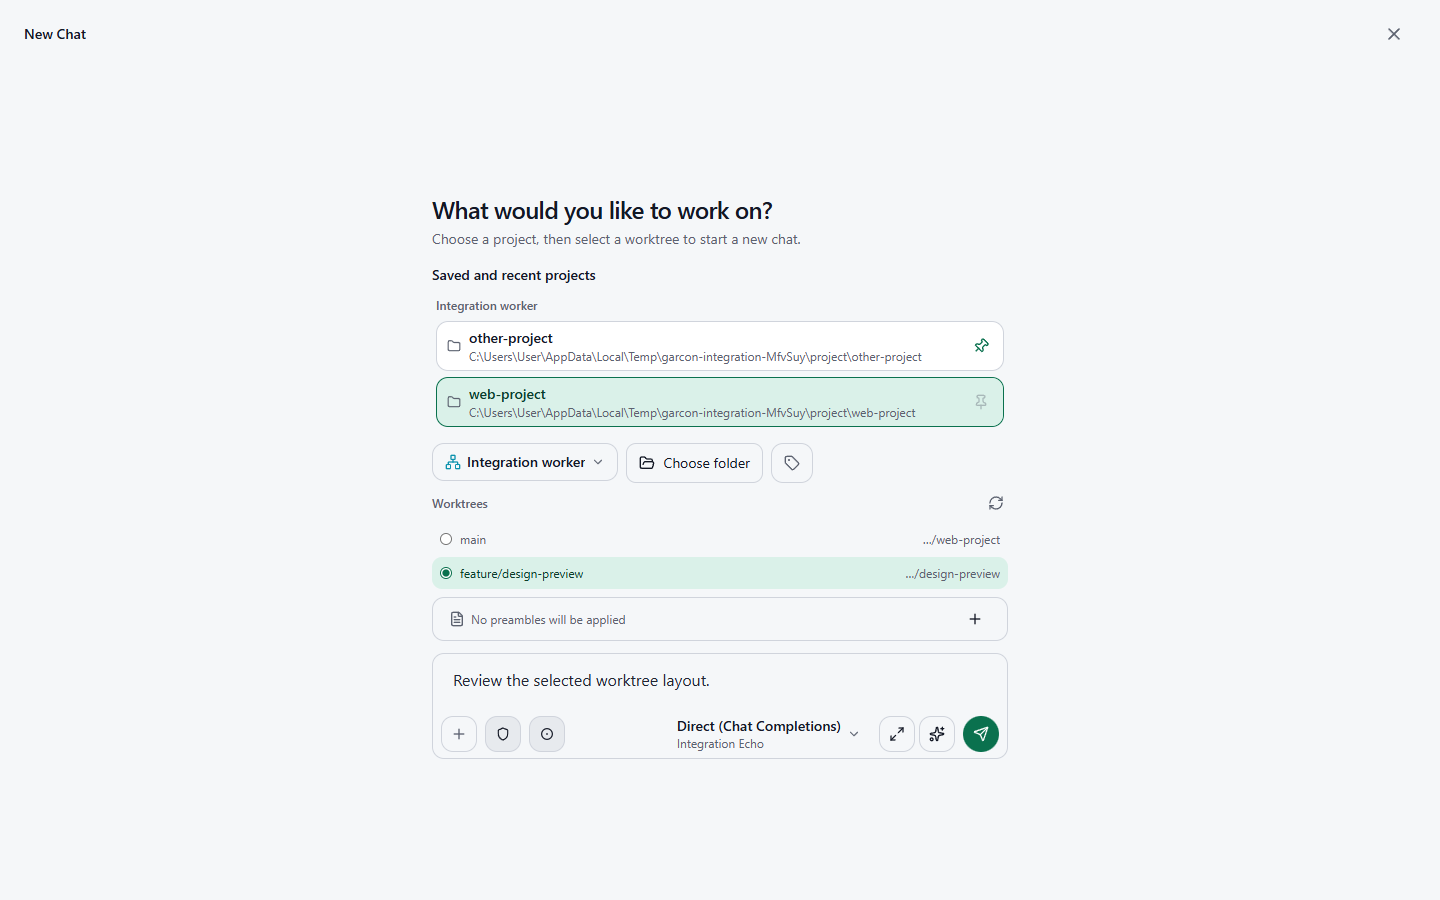 New Chat
What would you like to work on?
Choose a project, then select a worktree to start a new chat.
Saved and recent projects
Integration worker
other-project
C:\Users\User\AppData\Local\Temp\garcon-integration-MfvSuy\project\other-project
web-project
C:\Users\User\AppData\Local\Temp\garcon-integration-MfvSuy\project\web-project
Integration worker
Choose folder
Worktrees
main
.../web-project
feature/design-preview
.../design-preview
No preambles will be applied
Review the selected worktree layout.
Direct (Chat Completions)
Integration Echo